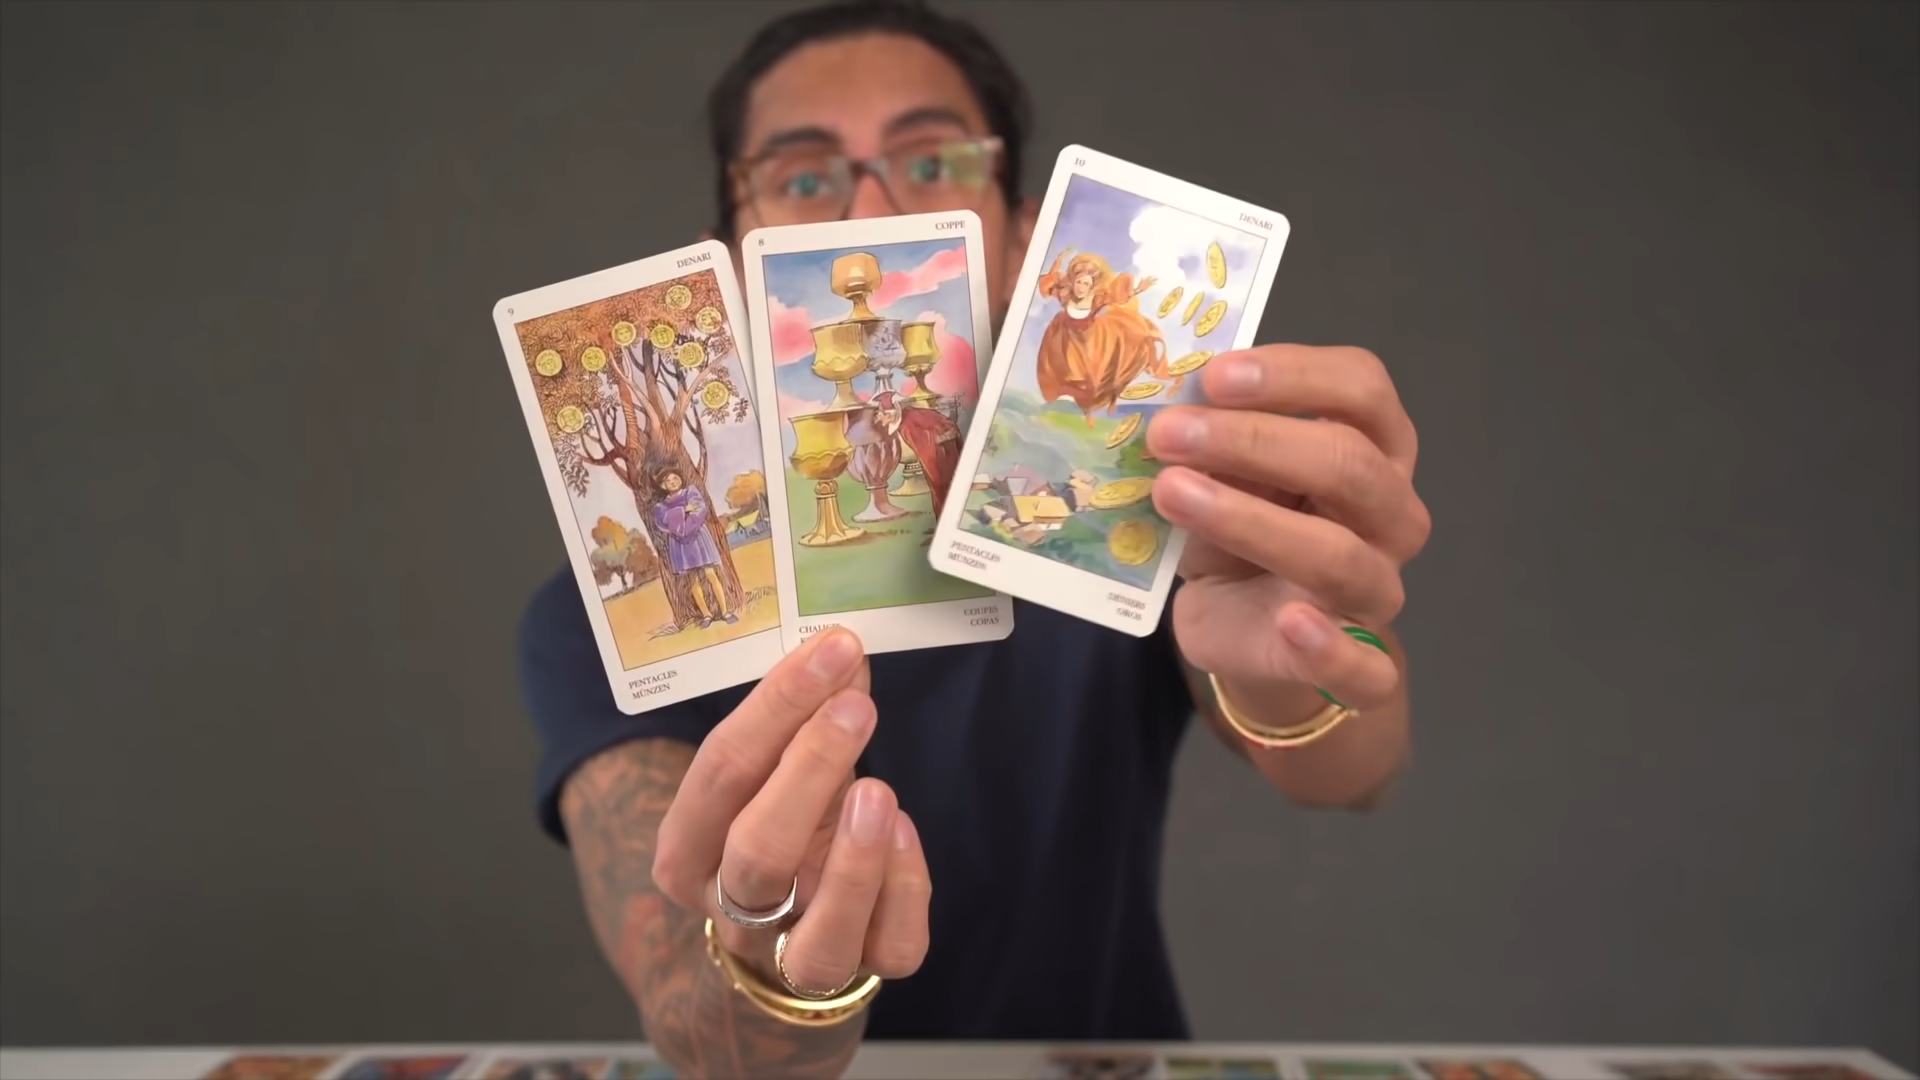 9
DENARI
PENTACLES
MÜNZEN
8
COPPE
COUPES
COPAS
10
DENARI
PENTACLES
MÜNZEN
DENIERS
OROS